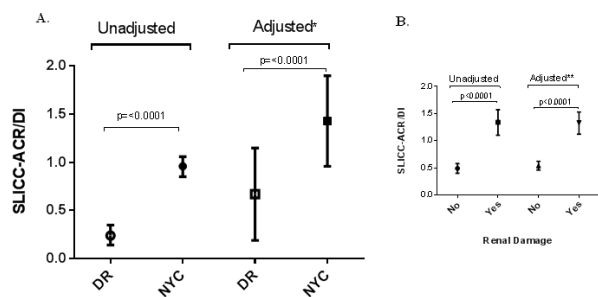 A.
Unadjusted
Adjusted*
p=<0.0001
p=<0.0001
SLICC-ACR/DI
2.0
1.5
1.0
0.5
0.0
DR
NYC
DR
NYC
B.
Unadjusted
Adjusted**
p<0.0001
p<0.0001
SLICC-ACR/DI
2.0
1.5
1.0
0.5
0.0
No
Yes
No
Yes
Renal Damage